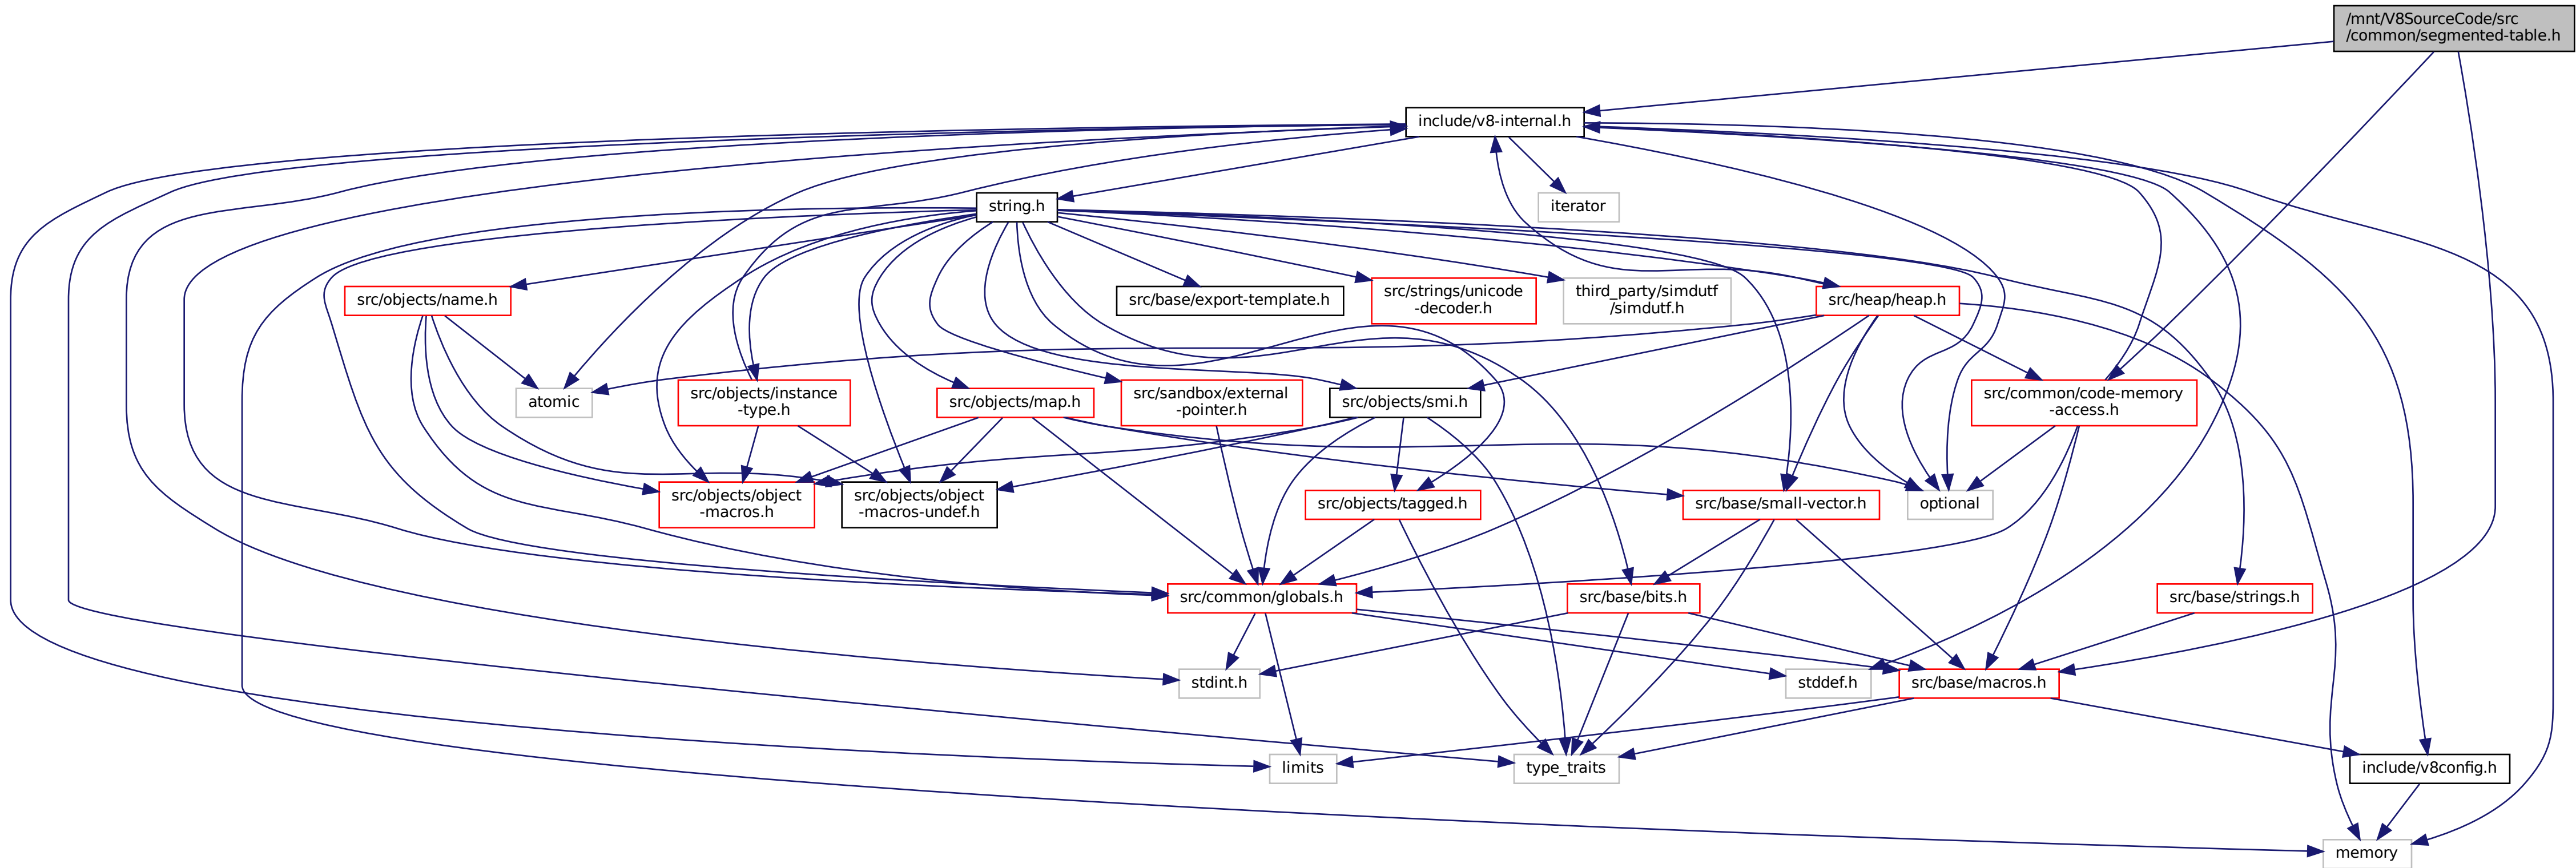 /mnt/V8SourceCode/src
/common/segmented-table.h
include/v8-internal.h
string.h
iterator
src/objects/name.h
src/base/export-template.h
src/strings/unicode
-decoder.h
third_party/simdutf
/simdutf.h
src/heap/heap.h
atomic
src/objects/instance
-type.h
src/objects/map.h
src/sandbox/external
-pointer.h
src/objects/smi.h
src/common/code-memory
-access.h
src/objects/object
-macros.h
src/objects/object
-macros-undef.h
src/objects/tagged.h
src/base/small-vector.h
optional
src/common/globals.h
src/base/bits.h
src/base/strings.h
stdint.h
stddef.h
src/base/macros.h
limits
type_traits
include/v8config.h
memory